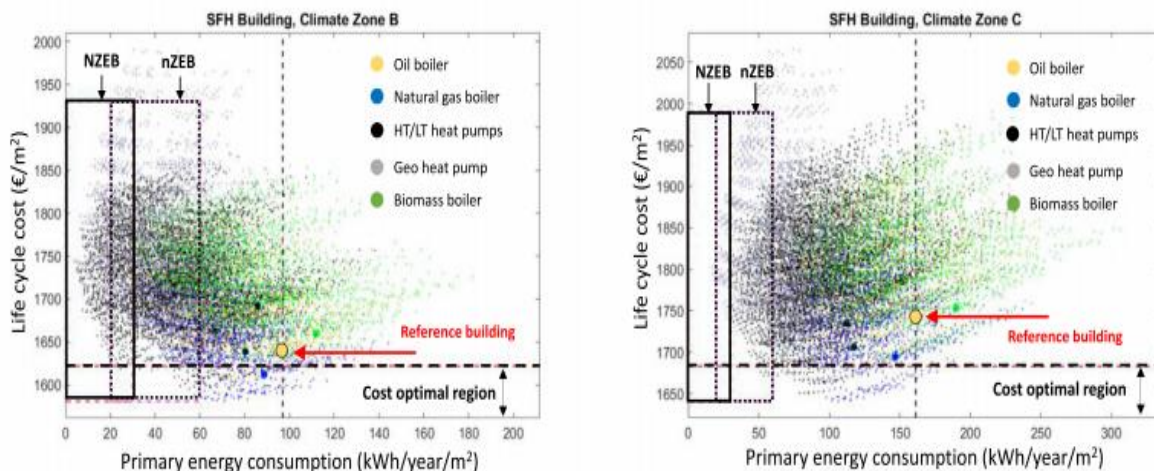 SFH Building, Climate Zone B
2000
1950
1900
1850
1800
1750
1700
1650
1600
Life cycle cost (€/m²)
NZEB
nZEB
Oil boiler
Natural gas boiler
HT/LT heat pumps
Geo heat pump
Biomass boiler
Reference building
Cost optimal region
0 20 40 60 80 100 120 140 160 180 200
Primary energy consumption (kWh/year/m²)
SFH Building, Climate Zone C
2050
2000
1950
1900
1850
1800
1750
1700
1650
Life cycle cost (€/m²)
NZEB
nZEB
Oil boiler
Natural gas boiler
HT/LT heat pumps
Geo heat pump
Biomass boiler
Reference building
Cost optimal region
0 50 100 150 200 250 300
Primary energy consumption (kWh/year/m²)